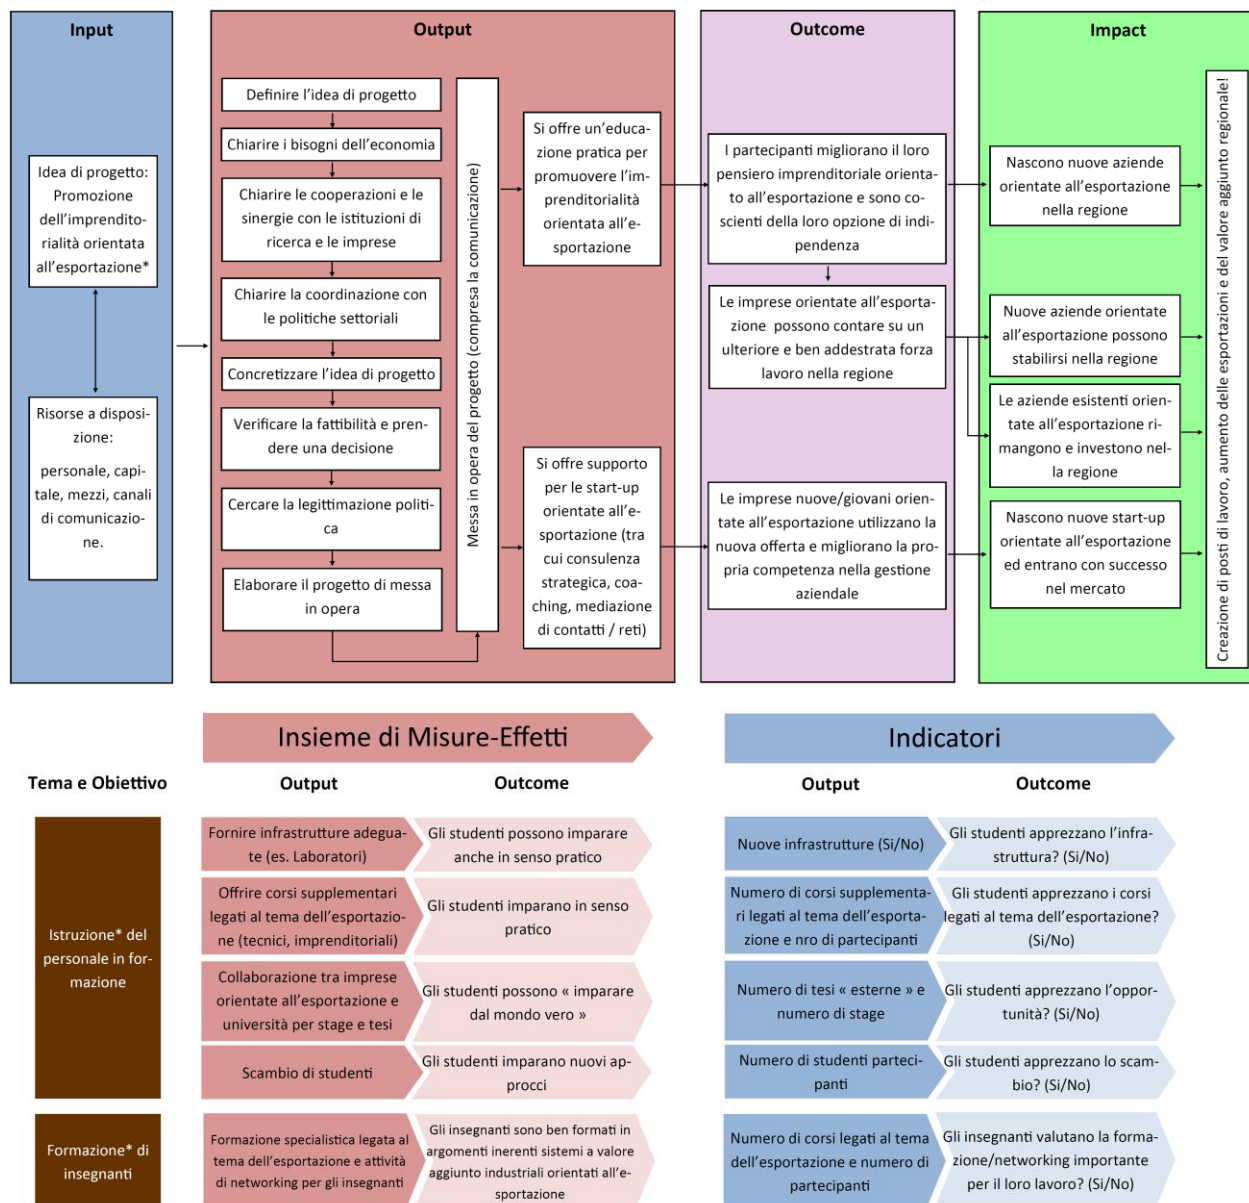 Input
Idea di progetto:
Promozione
dell'imprendito-
rialità orientata
all'esportazione*
Risorse a disposi-
zione:
personale, capi-
tale, mezzi, canali
di comunicazio-
ne.
Output
Definire l'idea di progetto
Chiarire i bisogni dell'economia
Chiarire le cooperazioni e le
sinergie con le istituzioni di
ricerca e le imprese
Chiarire la coordinazione con
le politiche settoriali
Concretizzare l'idea di progetto
Verificare la fattibilità e pren-
dere una decisione
Cercare la legittimazione politi-
ca
Elaborare il progetto di messa
in opera
Messa in opera del progetto (compresa la comunicazione)
Si offre un'educa-
zione pratica per
promuovere l'im-
prenditorialità
orientata all'e-
sportazione
Si offre supporto
per le start-up
orientate all'e-
sportazione (tra
cui consulenza
strategica, coa-
ching, mediazione
di contatti / reti)
Outcome
I partecipanti migliorano il loro
pensiero imprenditoriale orienta-
to all'esportazione e sono co-
scienti della loro opzione di indi-
pendenza
Le imprese orientate all'esporta-
zione possono contare su un
ulteriore e ben addestrata forza
lavoro nella regione
Le imprese nuove/giovani orien-
tate all'esportazione utilizzano la
nuova offerta e migliorano la pro-
pria competenza nella gestione
aziendale
Impact
Nascono nuove aziende
orientate all'esportazione
nella regione
Nuove aziende orientate
all'esportazione possono
stabilirsi nella regione
Le aziende esistenti orien-
tate all'esportazione ri-
mangono e investono nel-
la regione
Nascono nuove start-up
orientate all'esportazione
ed entrano con successo
nel mercato
Creazione di posti di lavoro, aumento delle esportazioni e del valore aggiunto regionale!
Insieme di Misure-Effetti
Indicatori
Tema e Obiettivo
Output
Outcome
Output
Outcome
Istruzione* del
personale in for-
mazione
Fornire infrastrutture adegua-
te (es. Laboratori)
Gli studenti possono imparare
anche in senso pratico
Nuove infrastrutture (Si/No)
Gli studenti apprezzano l'infra-
struttura? (Si/No)
Offrire corsi supplementari
legati al tema dell'esportazio-
ne (tecnici, imprenditoriali)
Gli studenti imparano in senso
pratico
Numero di corsi supplementa-
ri legati al tema dell'esporta-
zione e nro di partecipanti
Gli studenti apprezzano i corsi
legati al tema dell'esportazione?
(Si/No)
Collaborazione tra imprese
orientate all'esportazione e
università per stage e tesi
Gli studenti possono « imparare
dal mondo vero »
Numero di tesi « esterne » e
numero di stage
Gli studenti apprezzano l'oppor-
tunità? (Si/No)
Scambio di studenti
Gli studenti imparano nuovi ap-
procci
Numero di studenti parteci-
panti
Gli studenti apprezzano lo scam-
bio? (Si/No)
Formazione* di
insegnanti
Formazione specialistica legata al
tema dell'esportazione e attività
di networking per gli insegnanti
Gli insegnanti sono ben formati in
argomenti inerenti sistemi a valore
aggiunto industriali orientati all'e-
sportazione
Numero di corsi legati al tema
dell'esportazione e numero di
partecipanti
Gli insegnanti valutano la forma-
zione/networking importante
per il loro lavoro? (Si/No)